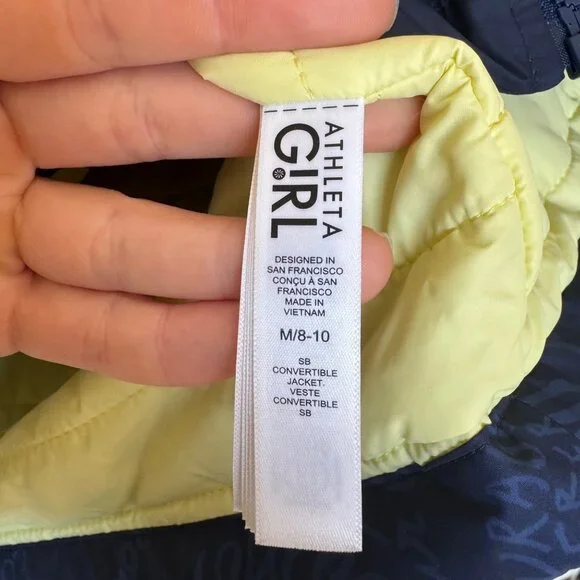 ATHLETA
GIRL
DESIGNED IN
SAN FRANCISCO
CONÇU À SAN
FRANCISCO
MADE IN
VIETNAM
M/8-10
SB
CONVERTIBLE
JACKET.
VESTE
CONVERTIBLE
SB